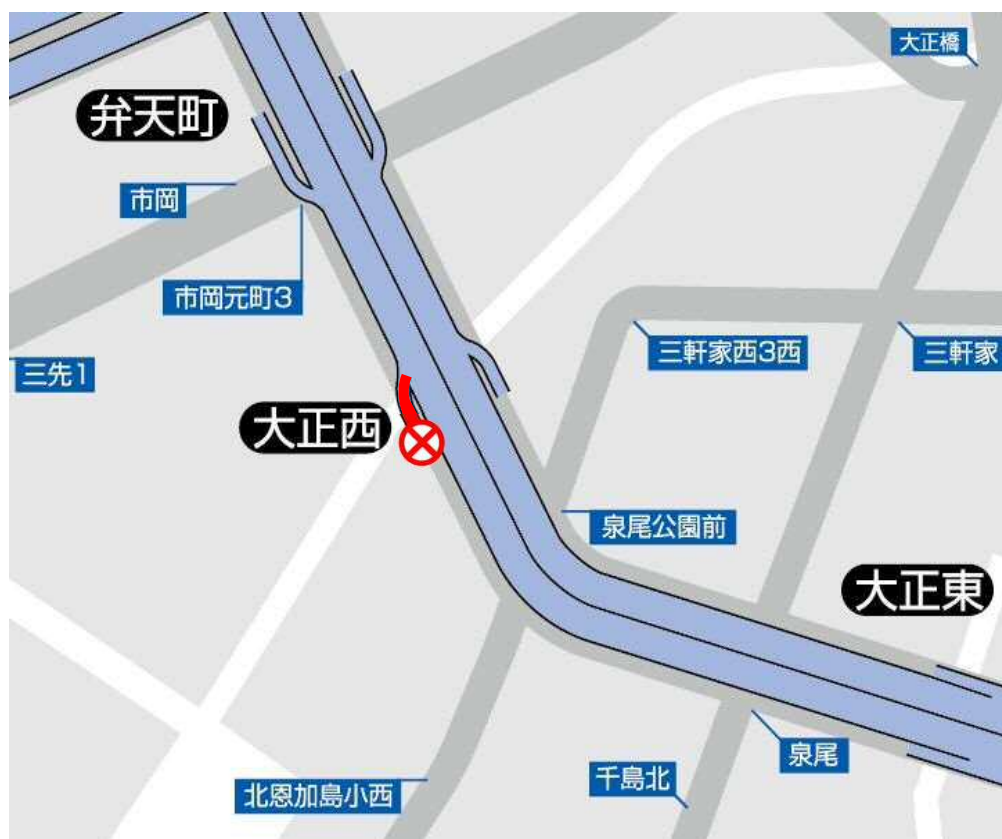 大正橋
弁天町
市岡
市岡元町3
三軒家西3西
三軒家
三先1
大正西
泉尾公園前
大正東
泉尾
千島北
北恩加島小西